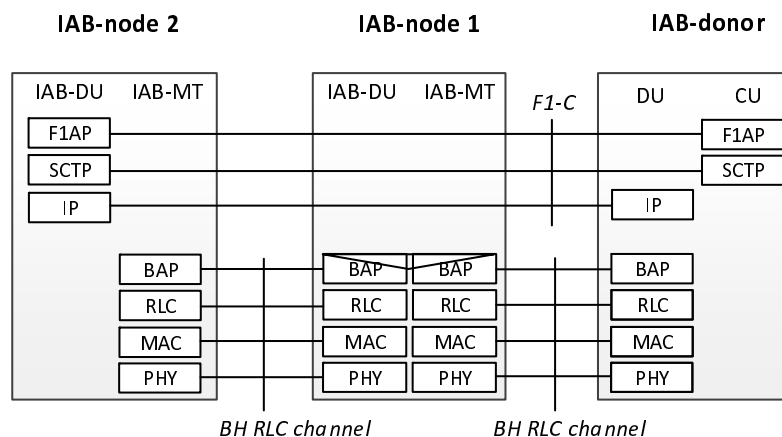 IAB-node 2 IAB-node 1 IAB-donor
IAB-DU IAB-MT IAB-DU IAB-MT F1-C DU CU
F1AP F1AP
SCTP SCTP
IP IP
BAP BAP BAP BAP
RLC RLC RLC RLC
MAC MAC MAC MAC
PHY PHY PHY PHY
BH RLC channel BH RLC channel